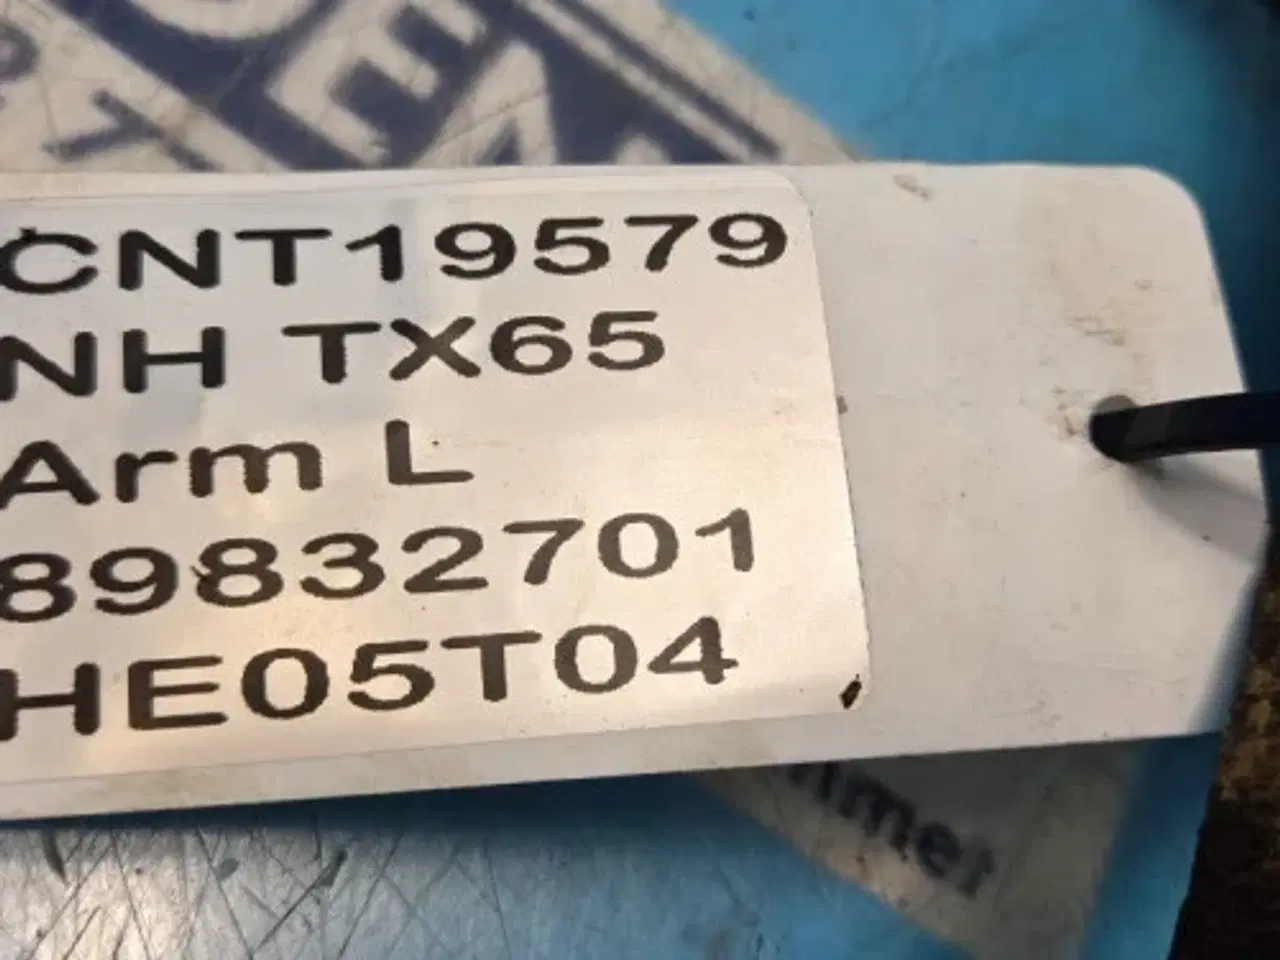 CNT19579
NH TX65
Arm L
89832701
HE05T04